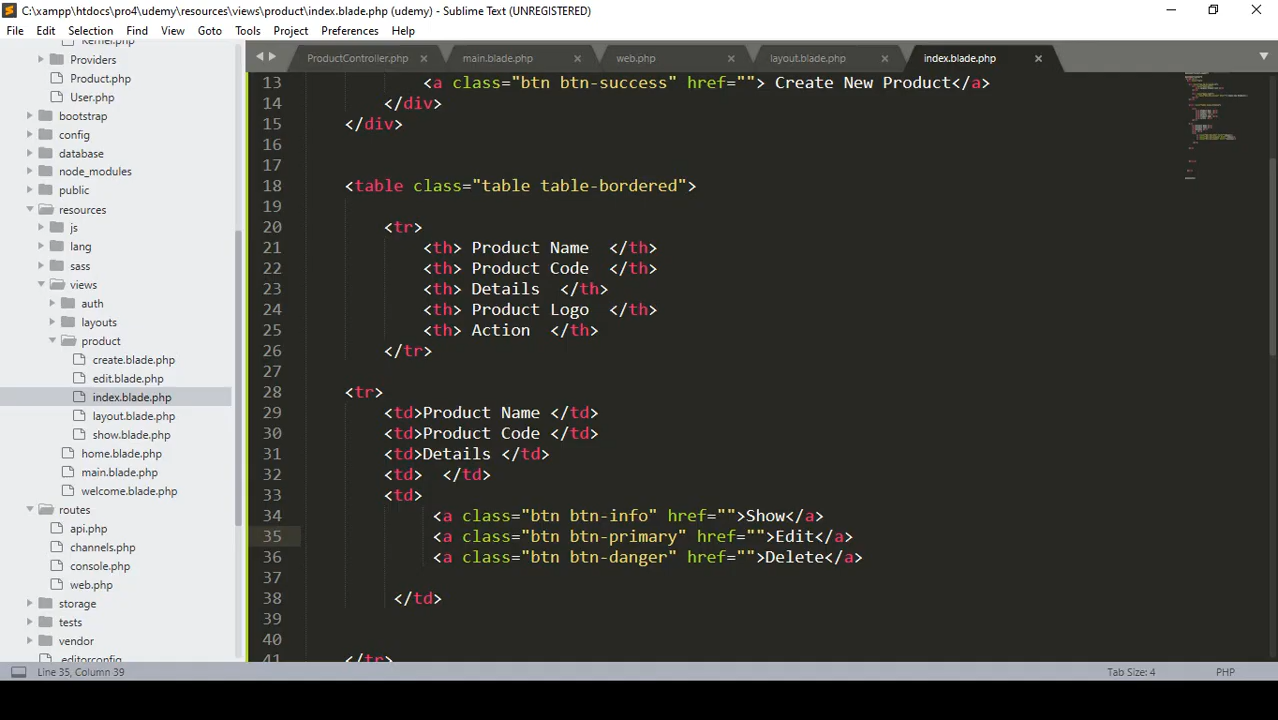 C:\xampp\htdocs\pro4\udemy\resources\views\product\index.blade.php (udemy) - Sublime Text (UNREGISTERED)
File Edit Selection Find View Goto Tools Project Preferences Help
Kernel.php
Providers
Product.php
User.php
bootstrap
config
database
node_modules
public
resources
js
lang
sass
views
auth
layouts
product
create.blade.php
edit.blade.php
index.blade.php
layout.blade.php
show.blade.php
home.blade.php
main.blade.php
welcome.blade.php
routes
api.php
channels.php
console.php
web.php
storage
tests
vendor
.editorconfig
ProductController.php main.blade.php web.php layout.blade.php index.blade.php
13 <a class="btn btn-success" href=""> Create New Product</a>
14 </div>
15 </div>
16
17
18 <table class="table table-bordered">
19
20 <tr>
21 <th> Product Name </th>
22 <th> Product Code </th>
23 <th> Details </th>
24 <th> Product Logo </th>
25 <th> Action </th>
26 </tr>
27
28 <tr>
29 <td>Product Name </td>
30 <td>Product Code </td>
31 <td>Details </td>
32 <td> </td>
33 <td>
34 <a class="btn btn-info" href="">Show</a>
35 <a class="btn btn-primary" href="">Edit</a>
36 <a class="btn btn-danger" href="">Delete</a>
37
38 </td>
39
40
41 </tr>
Line 35, Column 39 Tab Size: 4 PHP